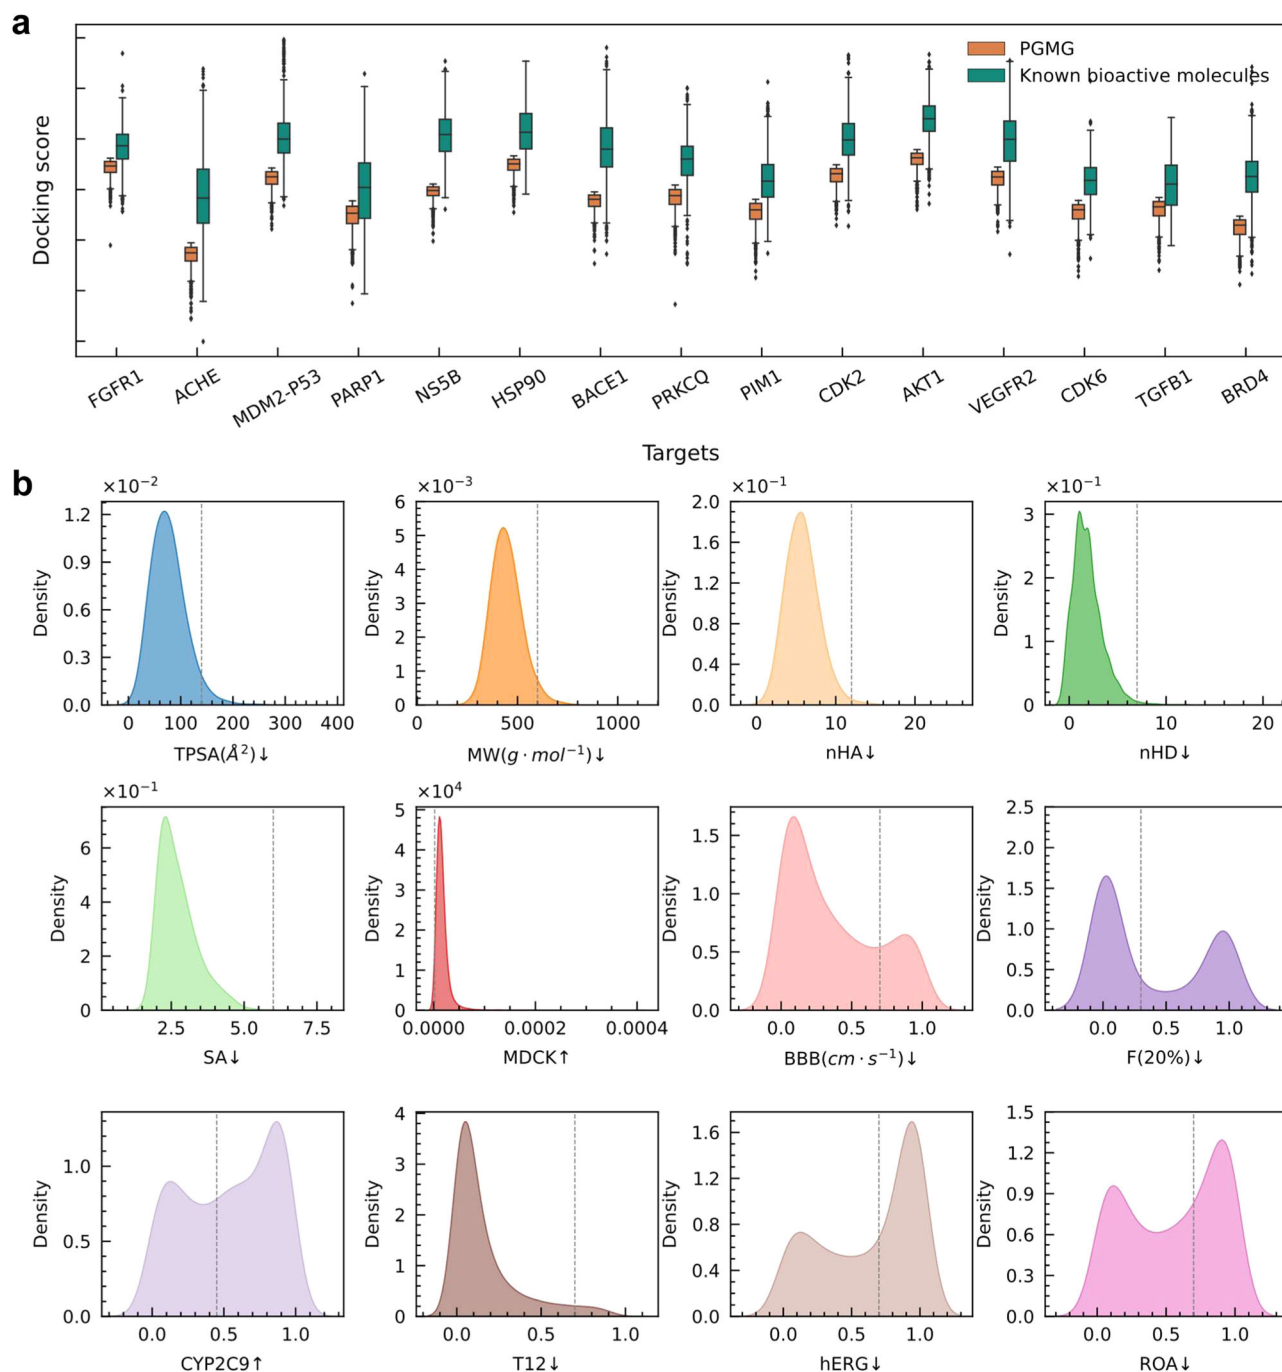 a
PGMG
Known bioactive molecules
Docking score
FGFR1
ACHE
MDM2-P53
PARP1
NS5B
HSP90
BACE1
PRKCQ
PIM1
CDK2
AKT1
VEGFR2
CDK6
TGFB1
BRD4
Targets
b
×10⁻²
1.2
0.9
0.6
0.3
0.0
Density
0 100 200 300 400
TPSA(Å²)↓
×10⁻³
6
5
4
3
2
1
0
Density
0 500 1000
MW(g · mol⁻¹)↓
×10⁻¹
2.0
1.6
1.2
0.8
0.4
0.0
Density
0 10 20
nHA↓
×10⁻¹
3
2
1
0
Density
0 10 20
nHD↓
×10⁻¹
6
4
2
0
Density
2.5 5.0 7.5
SA↓
×10⁴
5
4
3
2
1
0
Density
0.0000 0.0002 0.0004
MDCK↑
1.5
1.0
0.5
0.0
Density
0.0 0.5 1.0
BBB(cm · s⁻¹)↓
2.5
2.0
1.5
1.0
0.5
0.0
Density
0.0 0.5 1.0
F(20%)↓
1.0
0.5
0.0
Density
0.0 0.5 1.0
CYP2C9↑
4
3
2
1
0
Density
0.0 0.5 1.0
T12↓
1.6
1.2
0.8
0.4
0.0
Density
0.0 0.5 1.0
hERG↓
1.5
1.2
0.9
0.6
0.3
0.0
Density
0.0 0.5 1.0
ROA↓